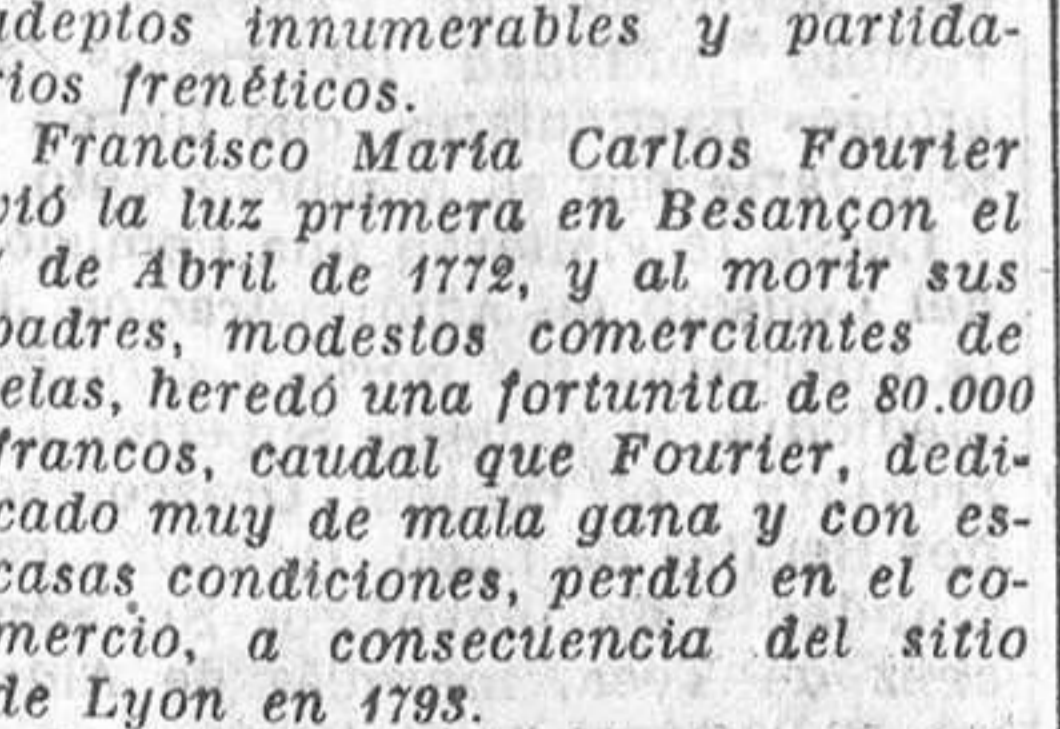 adeptos innumerables y partida-
rios frenéticos.
Francisco María Carlos Fourier
vió la luz primera en Besançon el
de Abril de 1772, y al morir sus
padres, modestos comerciantes de
telas, heredó una fortunita de 80.000
francos, caudal que Fourier, dedi-
cado muy de mala gana y con es-
casas condiciones, perdió en el co-
mercio, a consecuencia del sitio
de Lyon en 1793.